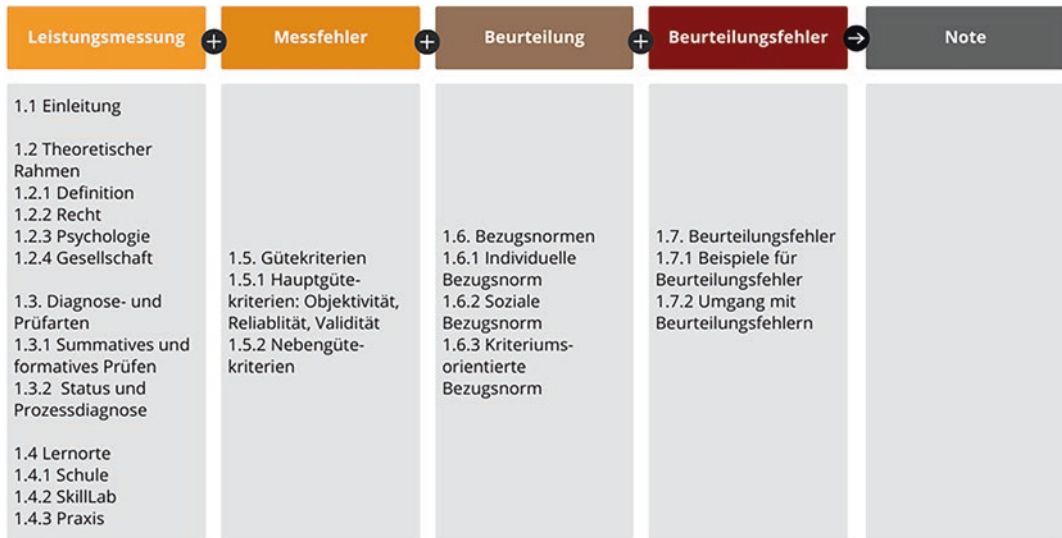 Leistungsmessung
Messfehler
Beurteilung
Beurteilungsfehler
Note
1.1 Einleitung
1.2 Theoretischer
Rahmen
1.2.1 Definition
1.2.2 Recht
1.2.3 Psychologie
1.2.4 Gesellschaft
1.3. Diagnose- und
Prüfarten
1.3.1 Summatives und
formatives Prüfen
1.3.2 Status und
Prozessdiagnose
1.4 Lernorte
1.4.1 Schule
1.4.2 SkillLab
1.4.3 Praxis
1.5. Gütekriterien
1.5.1 Hauptgüte-
kriterien: Objektivität,
Reliablität, Validität
1.5.2 Nebengüte-
kriterien
1.6. Bezugsnormen
1.6.1 Individuelle
Bezugsnorm
1.6.2 Soziale
Bezugsnorm
1.6.3 Kriteriums-
orientierte
Bezugsnorm
1.7. Beurteilungsfehler
1.7.1 Beispiele für
Beurteilungsfehler
1.7.2 Umgang mit
Beurteilungsfehlern